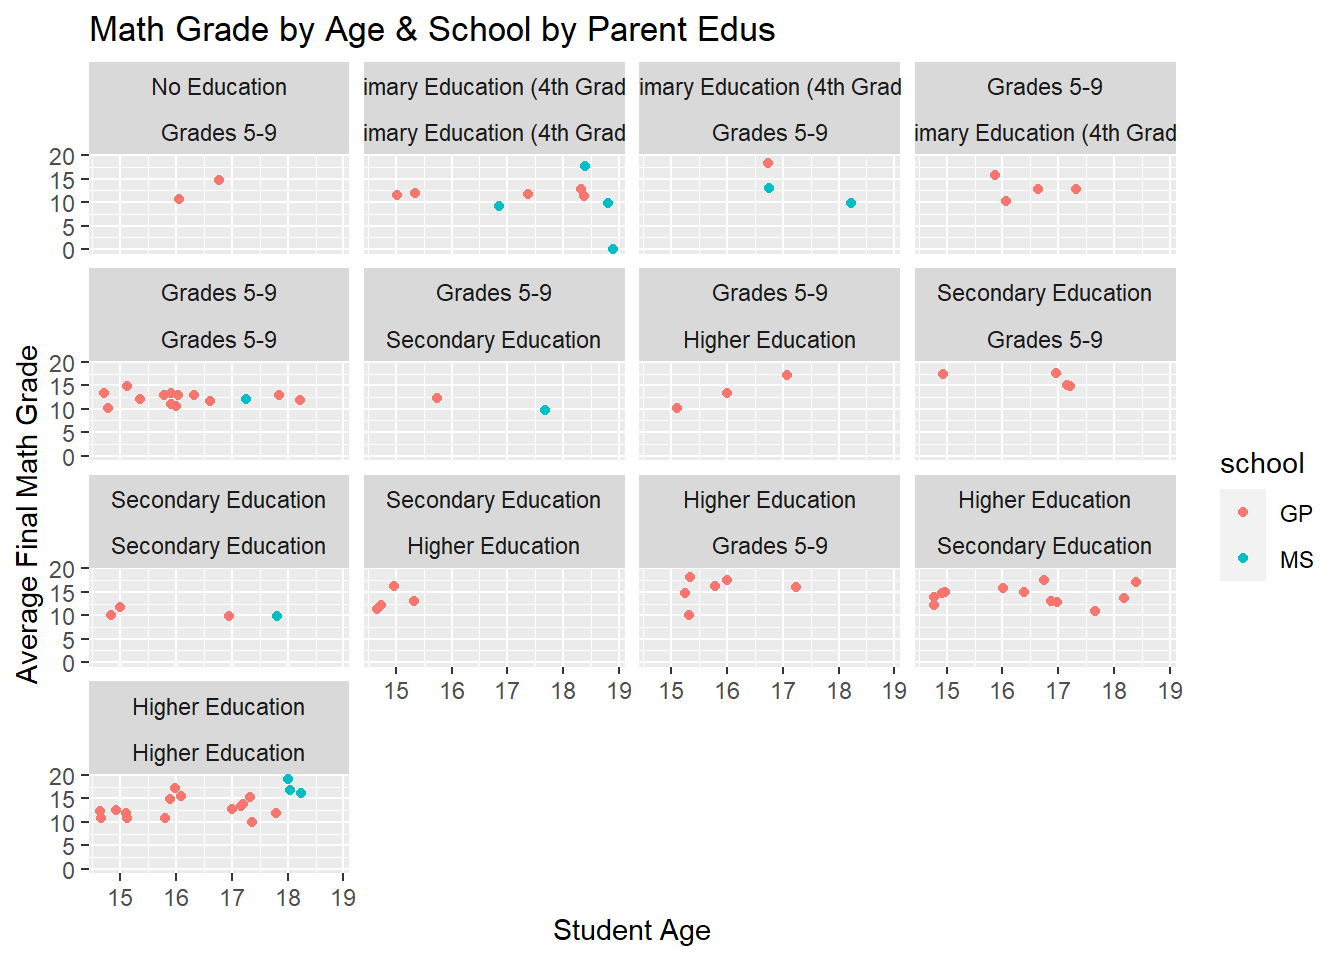 Math Grade by Age & School by Parent Edus
No Education
Grades 5-9
imary Education (4th Grad
imary Education (4th Grad
imary Education (4th Grad
Grades 5-9
Grades 5-9
imary Education (4th Grad
20
15
10
5
0
Grades 5-9
Grades 5-9
Grades 5-9
Secondary Education
Grades 5-9
Higher Education
Secondary Education
Grades 5-9
20
15
10
5
0
Secondary Education
Secondary Education
Secondary Education
Higher Education
Higher Education
Grades 5-9
Higher Education
Secondary Education
20
15
10
5
0
15 16 17 18 19
15 16 17 18 19
15 16 17 18 19
Higher Education
Higher Education
20
15
10
5
0
15 16 17 18 19
Student Age
Average Final Math Grade
school
GP
MS